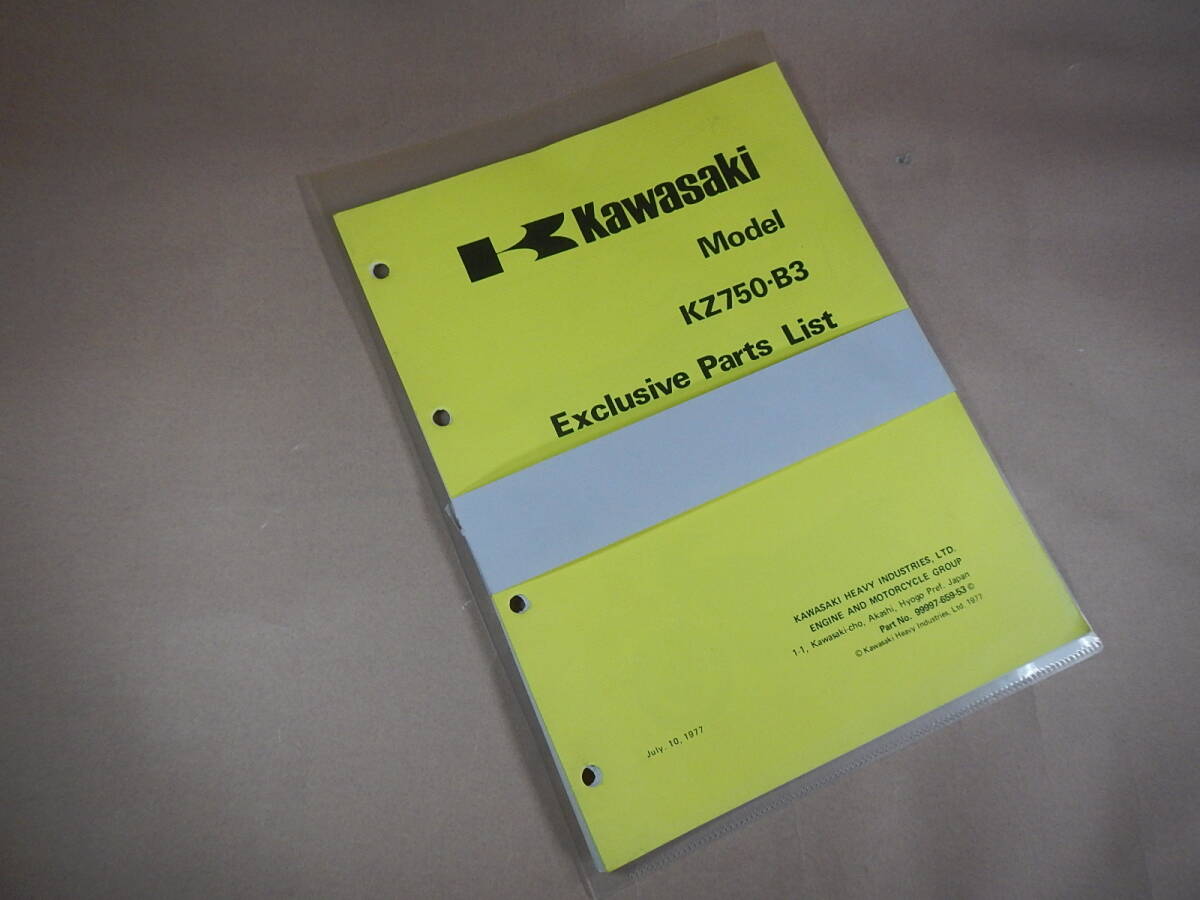 Kawasaki
Model
KZ750-B3
Exclusive Parts List
KAWASAKI HEAVY INDUSTRIES, LTD.
ENGINE AND MOTORCYCLE GROUP
1-1, Kawasaki-cho, Akashi, Hyogo Pref. Japan
Part No. 99997-659-53 ©
© Kawasaki Heavy Industries, Ltd. 1977
July. 10, 1977